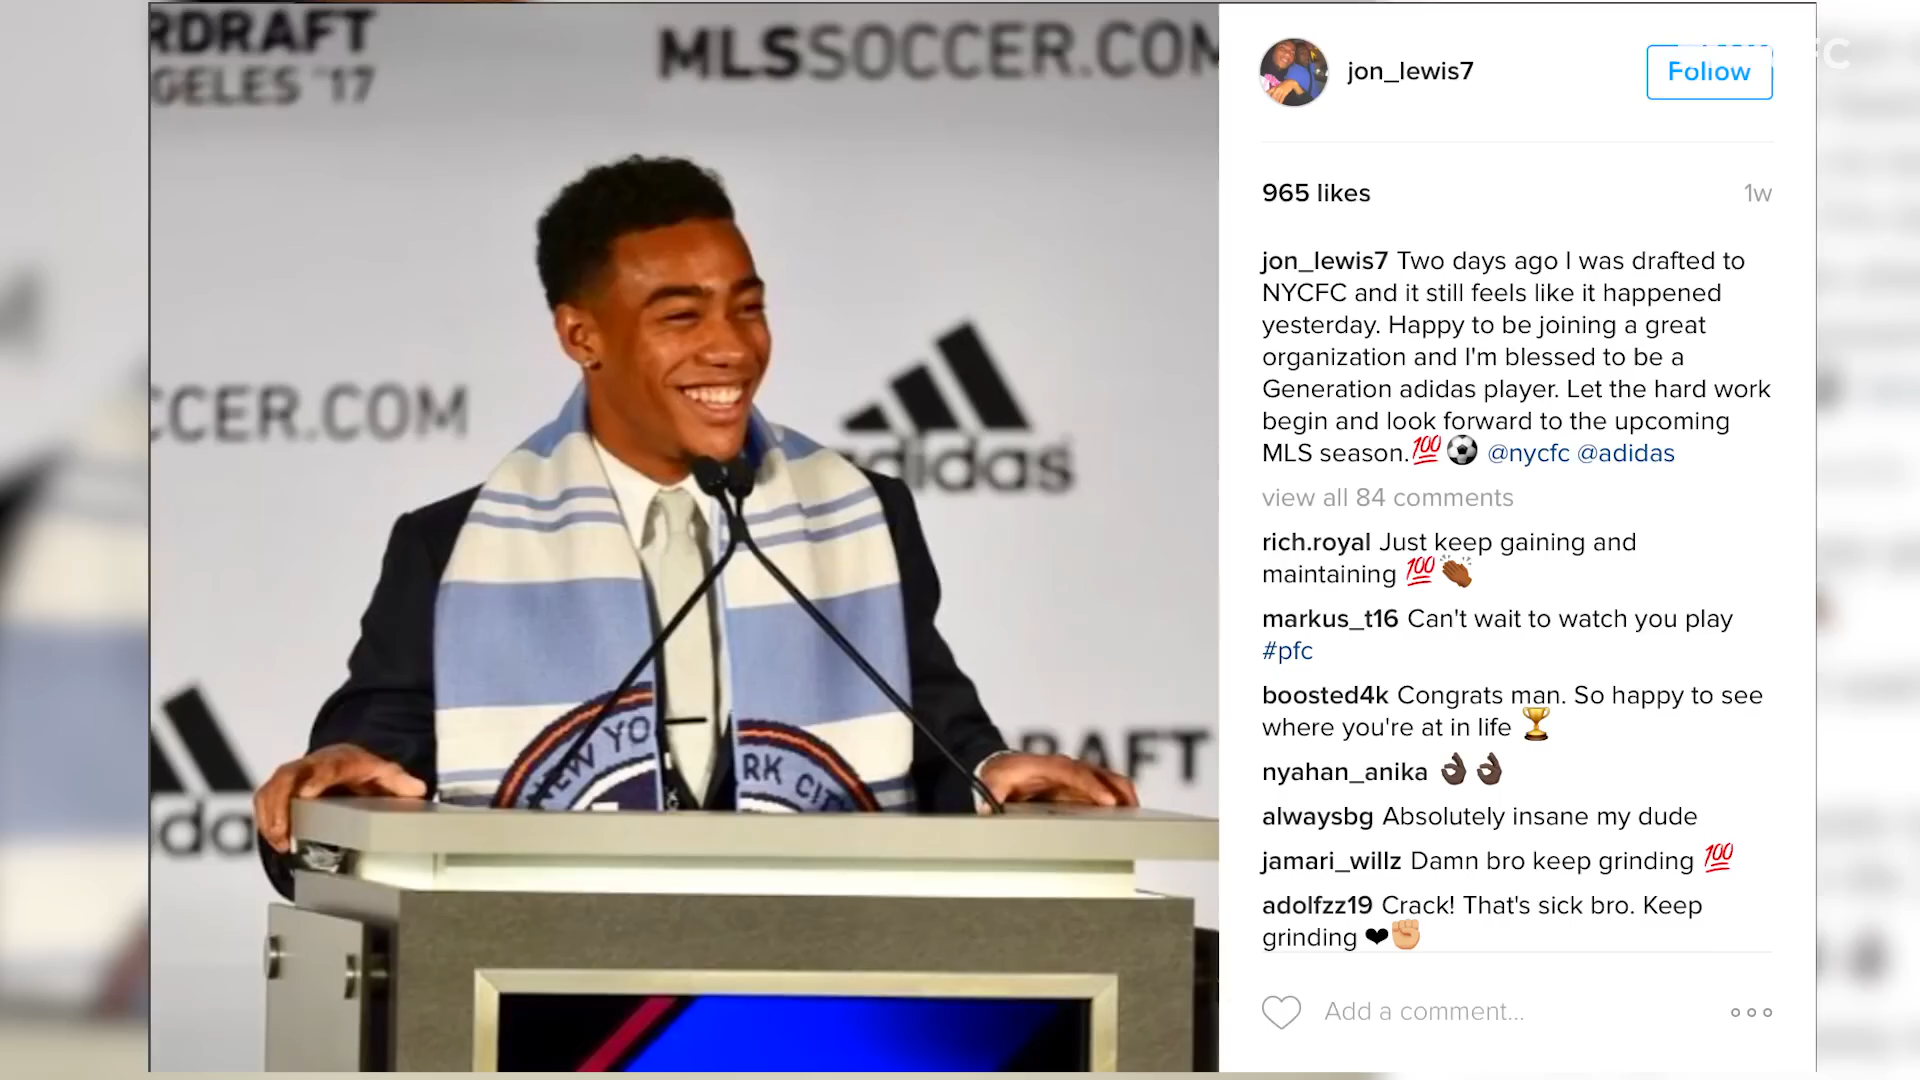 RDRAFT
GELES '17
MLSSOCCER.COM
CCER.COM
adidas
DRAFT
adi
NEW YO
RK CITY
jon_lewis7
Follow
FC
965 likes
1w
jon_lewis7 Two days ago I was drafted to
NYCFC and it still feels like it happened
yesterday. Happy to be joining a great
organization and I'm blessed to be a
Generation adidas player. Let the hard work
begin and look forward to the upcoming
MLS season.💯⚽ @nycfc @adidas
view all 84 comments
rich.royal Just keep gaining and
maintaining 💯👏🏾
markus_t16 Can't wait to watch you play
#pfc
boosted4k Congrats man. So happy to see
where you're at in life 🏆
nyahan_anika 👌🏿👌🏿
alwaysbg Absolutely insane my dude
jamari_willz Damn bro keep grinding 💯
adolfzz19 Crack! That's sick bro. Keep
grinding ❤✊🏼
Add a comment...